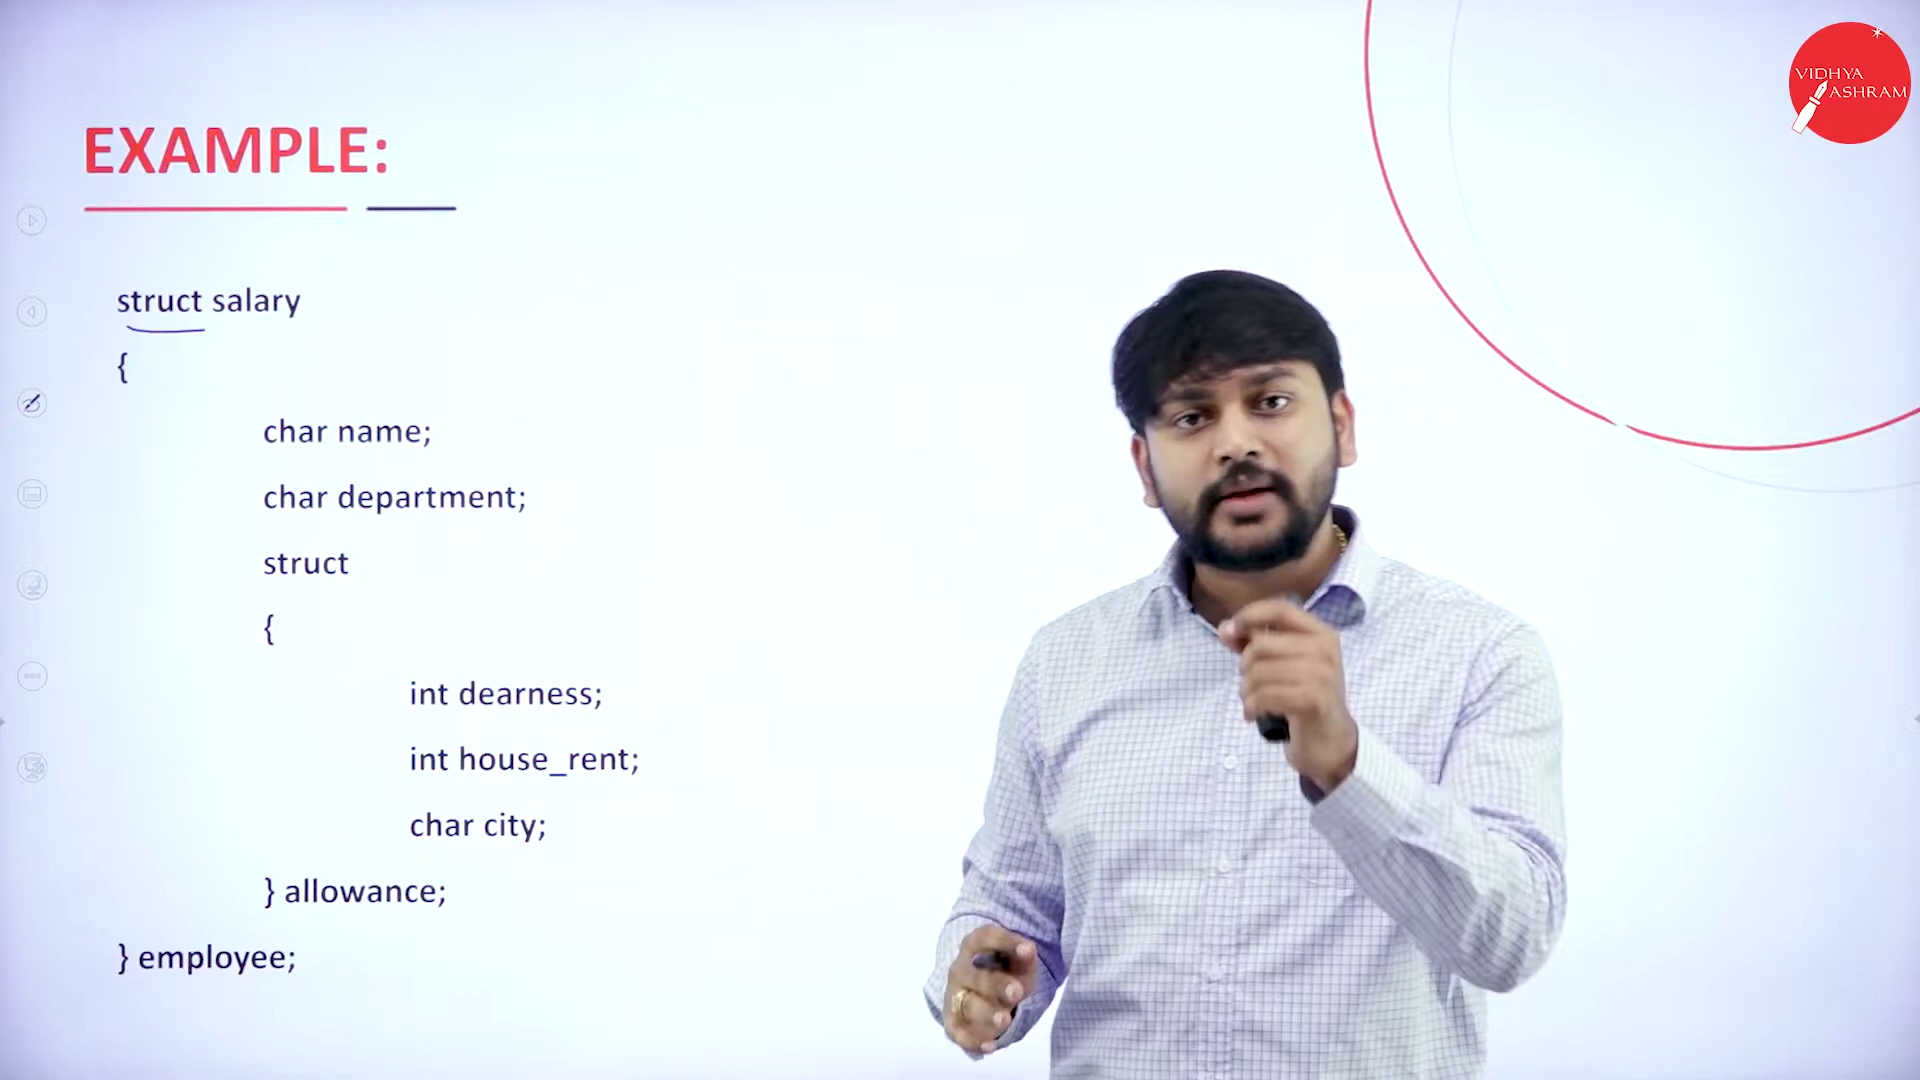 VIDHYA
ASHRAM
EXAMPLE:
struct salary
{
char name;
char department;
struct
{
int dearness;
int house_rent;
char city;
} allowance;
} employee;